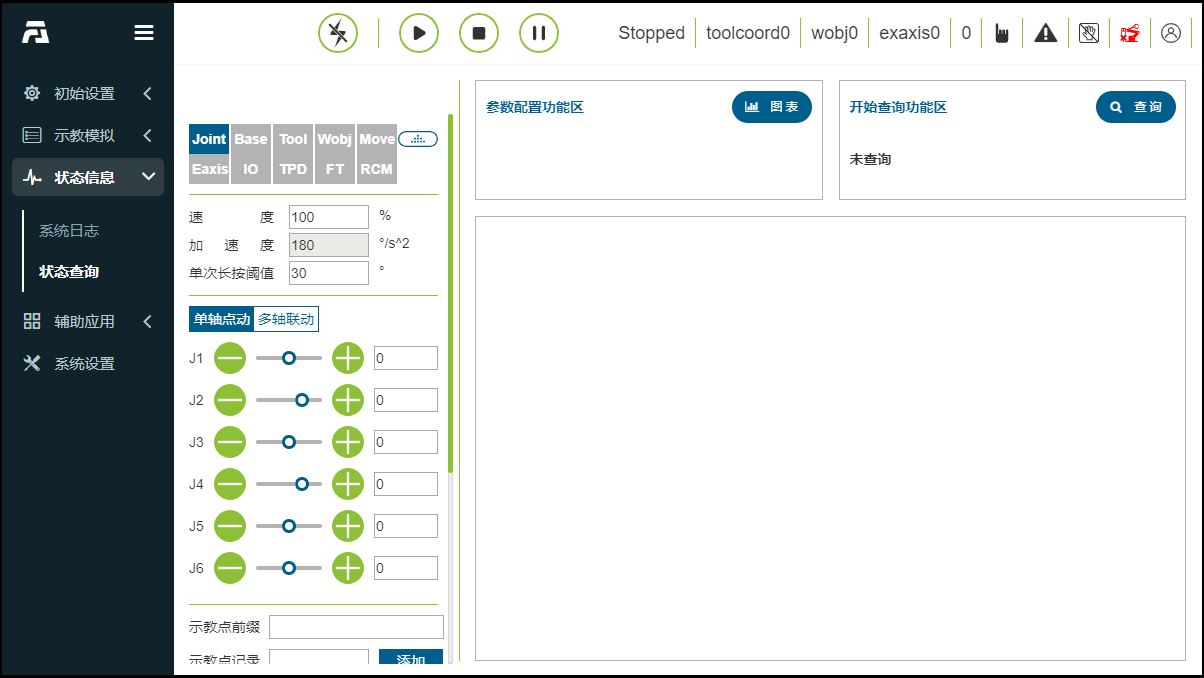 Stopped
toolcoord0
wobj0
exaxis0
0
初始设置
示教模拟
状态信息
系统日志
状态查询
辅助应用
系统设置
Joint Base Tool Wobj Move
Eaxis IO TPD FT RCM
速度 100 %
加速度 180 °/s^2
单次长按阈值 30 °
单轴点动 多轴联动
J1 0
J2 0
J3 0
J4 0
J5 0
J6 0
示教点前缀
示教点记录 添加
参数配置功能区 图表
开始查询功能区 查询
未查询